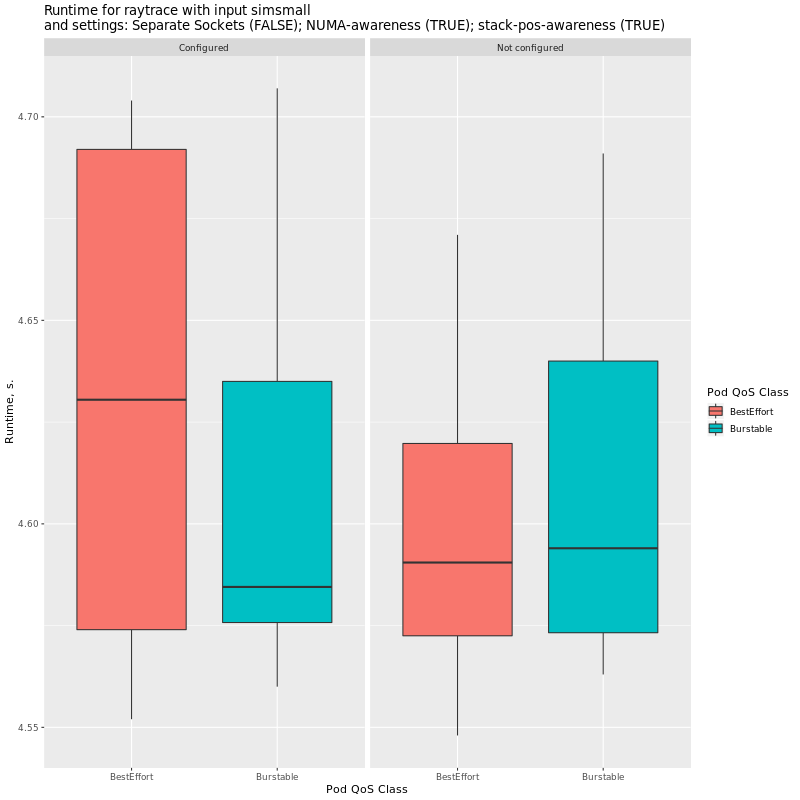 Runtime for raytrace with input simsmall
and settings: Separate Sockets (FALSE); NUMA-awareness (TRUE); stack-pos-awareness (TRUE)
Configured
Not configured
4.70
4.65
4.60
4.55
Runtime, s.
BestEffort
Burstable
BestEffort
Burstable
Pod QoS Class
Pod QoS Class
BestEffort
Burstable